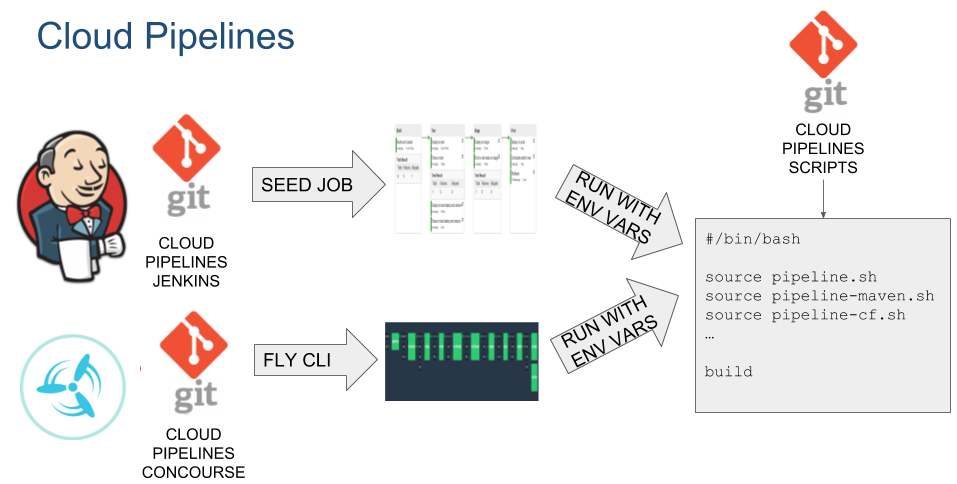 Cloud Pipelines
git
CLOUD
PIPELINES
SCRIPTS
git
CLOUD
PIPELINES
JENKINS
SEED JOB
RUN WITH
ENV VARS
#/bin/bash
source pipeline.sh
source pipeline-maven.sh
source pipeline-cf.sh
…
build
git
CLOUD
PIPELINES
CONCOURSE
FLY CLI
RUN WITH
ENV VARS